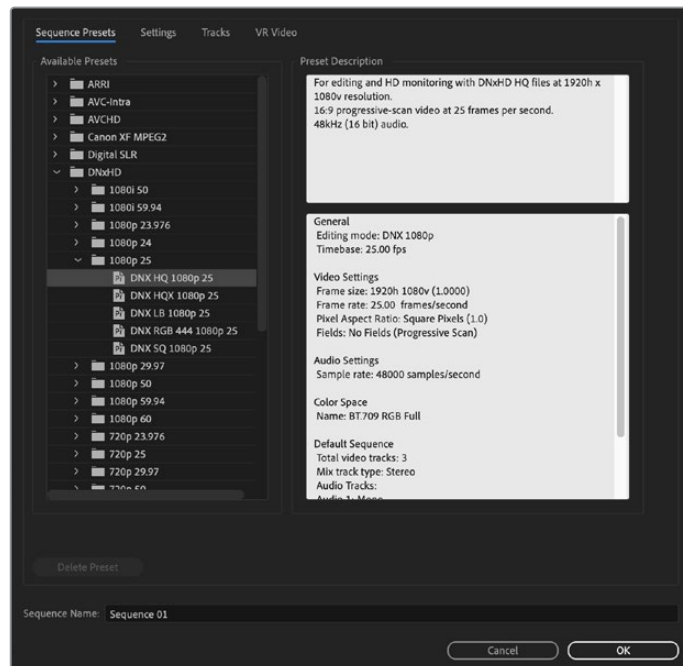 Sequence Presets Settings Tracks VR Video
Available Presets
ARRI
AVC-Intra
AVCHD
Canon XF MPEG2
Digital SLR
DNxHD
1080i 50
1080i 59.94
1080p 23.976
1080p 24
1080p 25
DNX HQ 1080p 25
DNX HQX 1080p 25
DNX LB 1080p 25
DNX RGB 444 1080p 25
DNX SQ 1080p 25
1080p 29.97
1080p 50
1080p 59.94
1080p 60
720p 23.976
720p 25
720p 29.97
720p 50
Preset Description
For editing and HD monitoring with DNxHD HQ files at 1920h x
1080v resolution.
16:9 progressive-scan video at 25 frames per second.
48kHz (16 bit) audio.
General
Editing mode: DNX 1080p
Timebase: 25.00 fps
Video Settings
Frame size: 1920h 1080v (1.0000)
Frame rate: 25.00 frames/second
Pixel Aspect Ratio: Square Pixels (1.0)
Fields: No Fields (Progressive Scan)
Audio Settings
Sample rate: 48000 samples/second
Color Space
Name: BT.709 RGB Full
Default Sequence
Total video tracks: 3
Mix track type: Stereo
Audio Tracks:
Audio 1: Mono
Delete Preset
Sequence Name: Sequence 01
Cancel OK